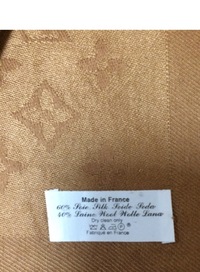 Made in France
60% Soie Silk Seide Seda
40% Laine Wool Wolle Lana
Dry clean only
Fabriqué en France